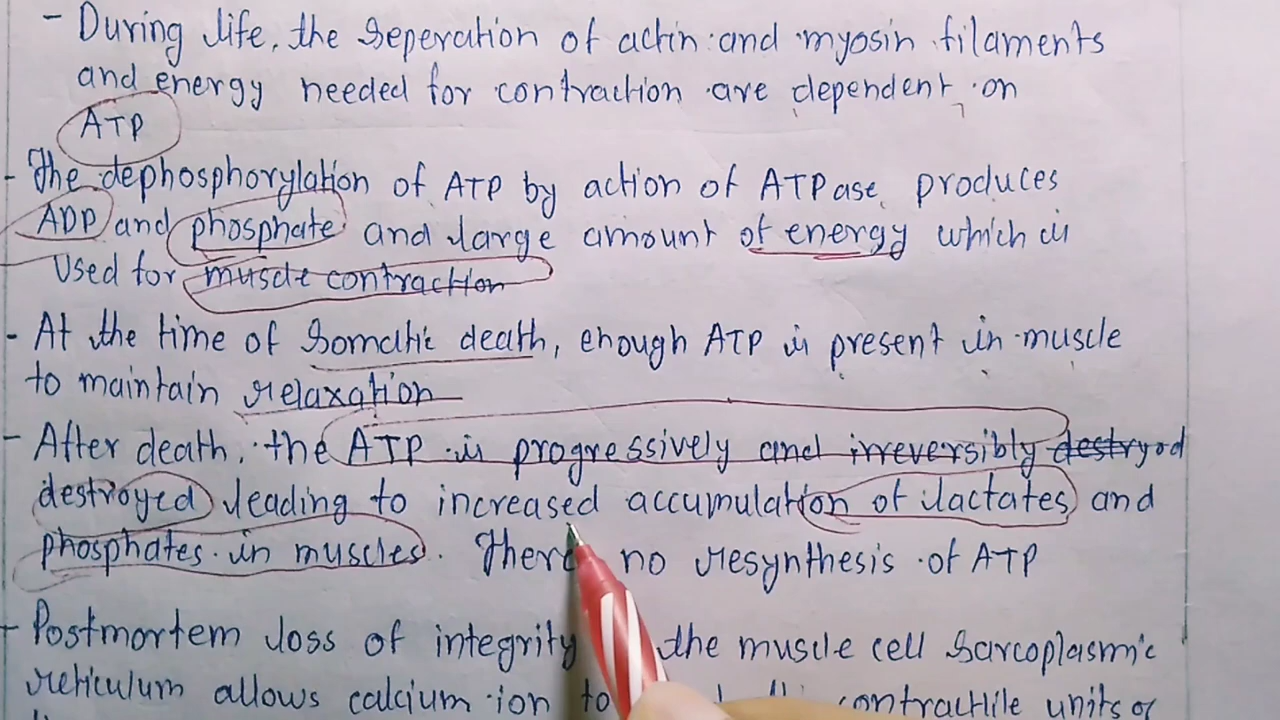 - During life, the seperation of actin and myosin filaments
and energy needed for contraction are dependent on
ATP
- The dephosphorylation of ATP by action of ATPase produces
ADP and phosphate and large amount of energy which is
used for muscle contraction
- At the time of somatic death, enough ATP is present in muscle
to maintain relaxation
- After death, the ATP is progressively and irreversibly destryod
destroyed leading to increased accumulation of lactates and
phosphates in muscles. There no resynthesis of ATP
- Postmortem loss of integrity the muscle cell sarcoplasmic
reticulum allows calcium ion to contractile units of